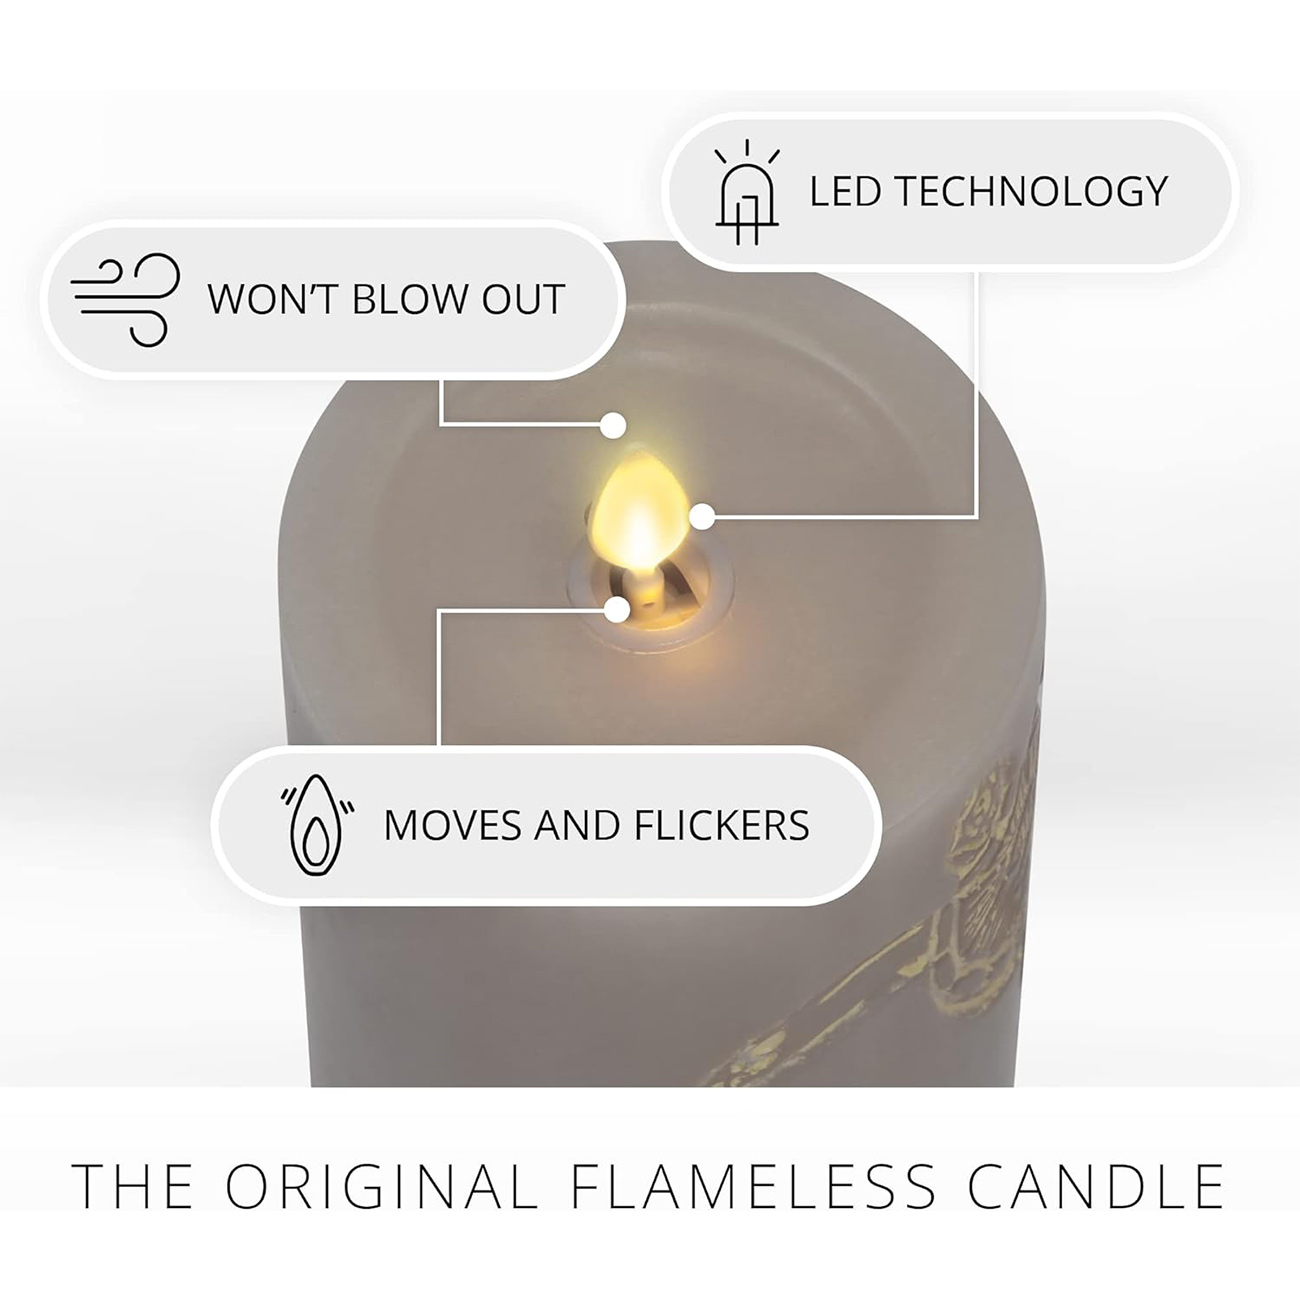 LED TECHNOLOGY
WON'T BLOW OUT
MOVES AND FLICKERS
THE ORIGINAL FLAMELESS CANDLE